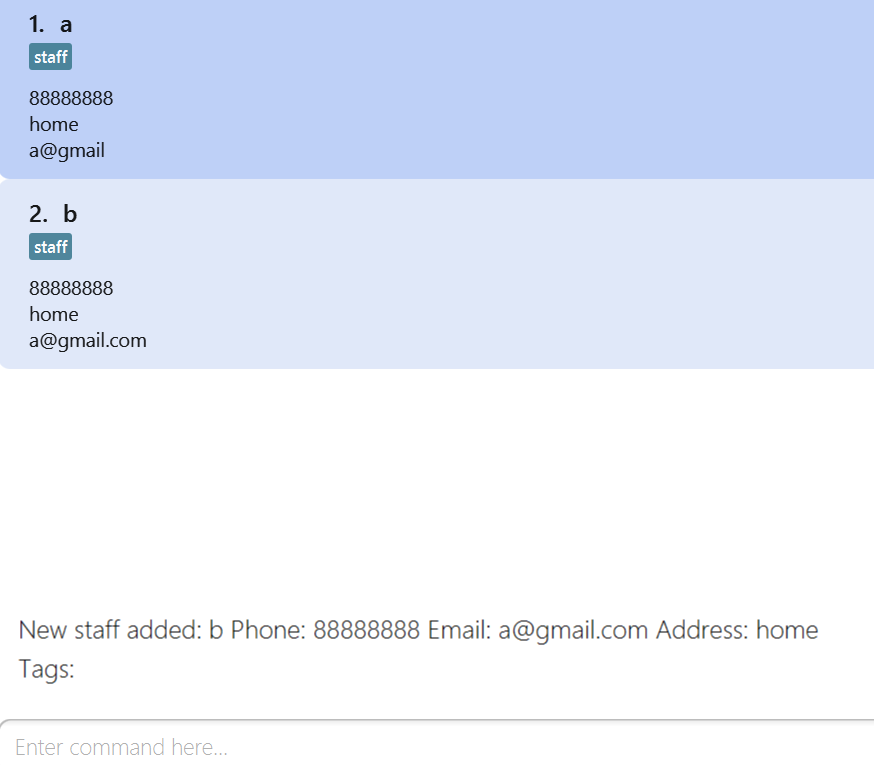 1. a
staff
88888888
home
a@gmail
2. b
staff
88888888
home
a@gmail.com
New staff added: b Phone: 88888888 Email: a@gmail.com Address: home
Tags:
Enter command here...